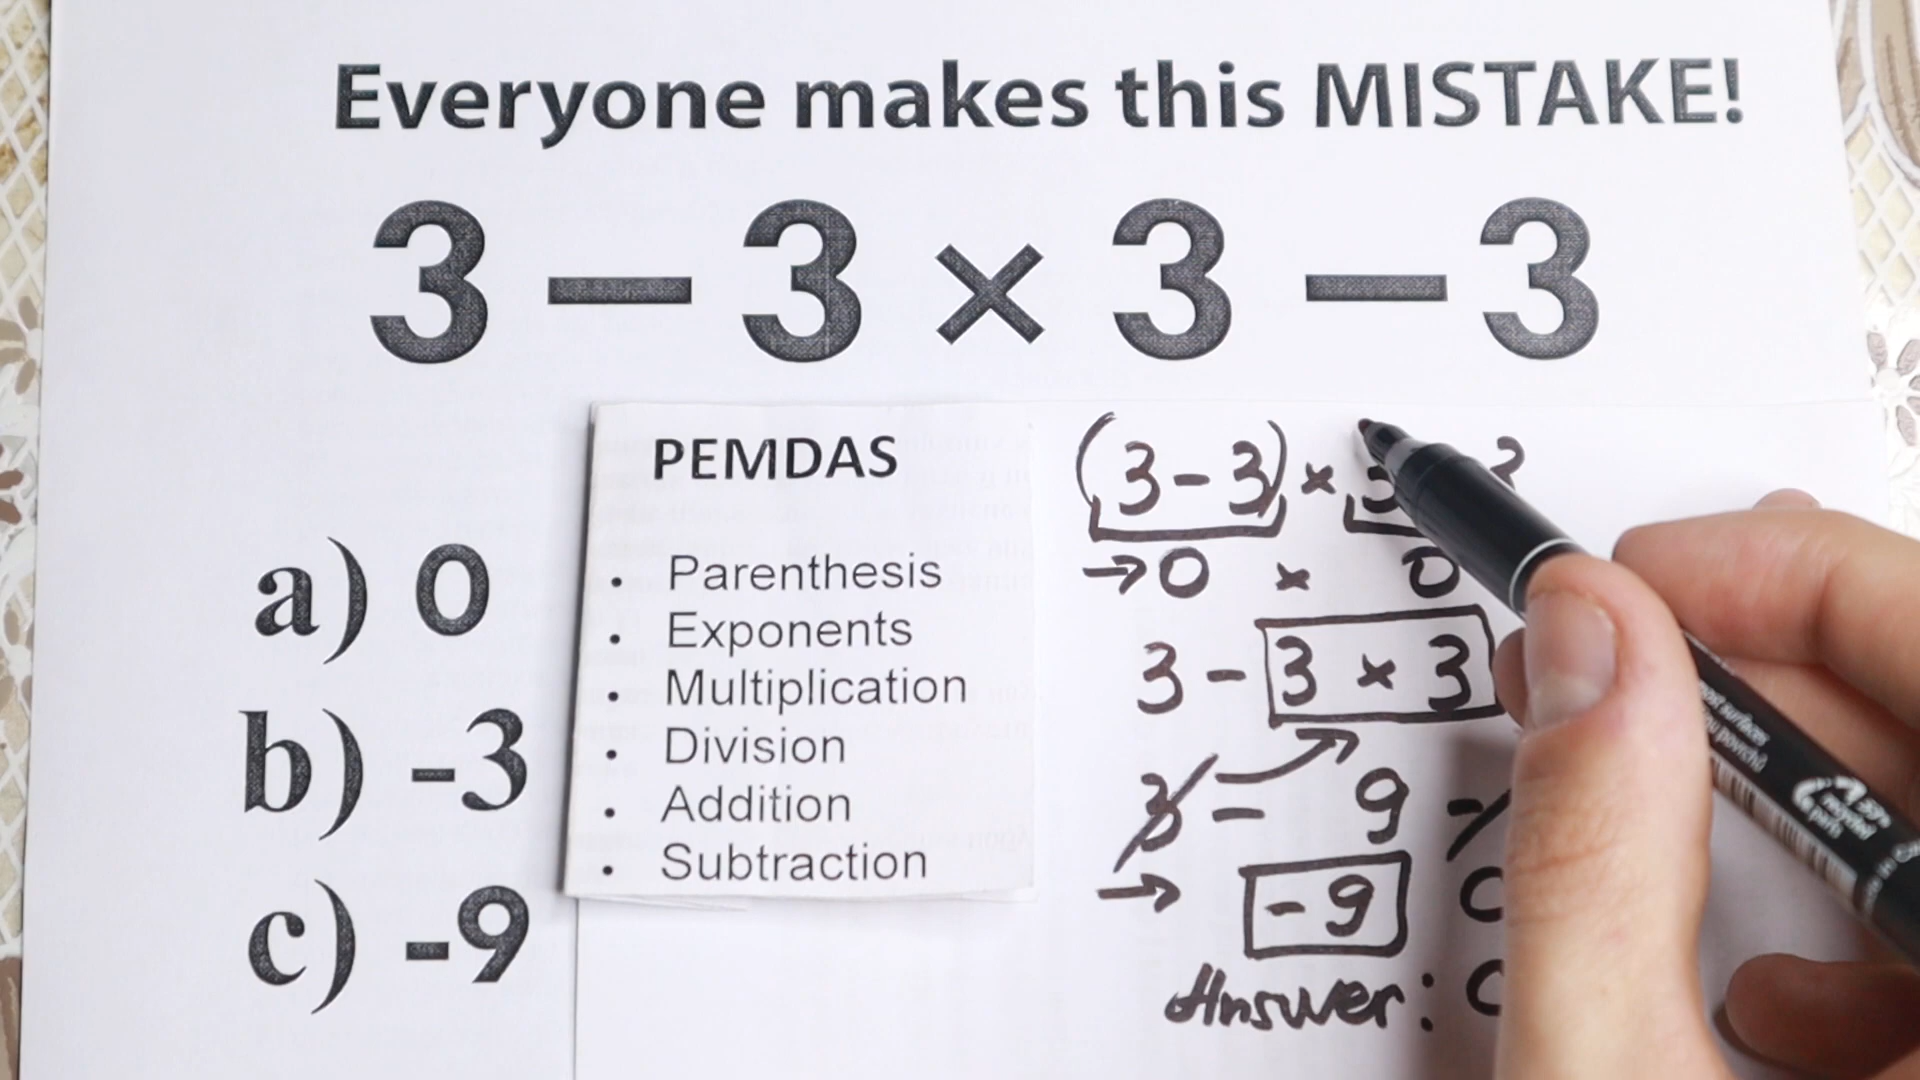 Everyone makes this MISTAKE!
3 − 3 × 3 − 3
PEMDAS
• Parenthesis
• Exponents
• Multiplication
• Division
• Addition
• Subtraction
a) 0
b) -3
c) -9
(3 - 3) × 3
→ 0 × 0
3 - 3 × 3
3 - 9 -
→ -9
Answer: C